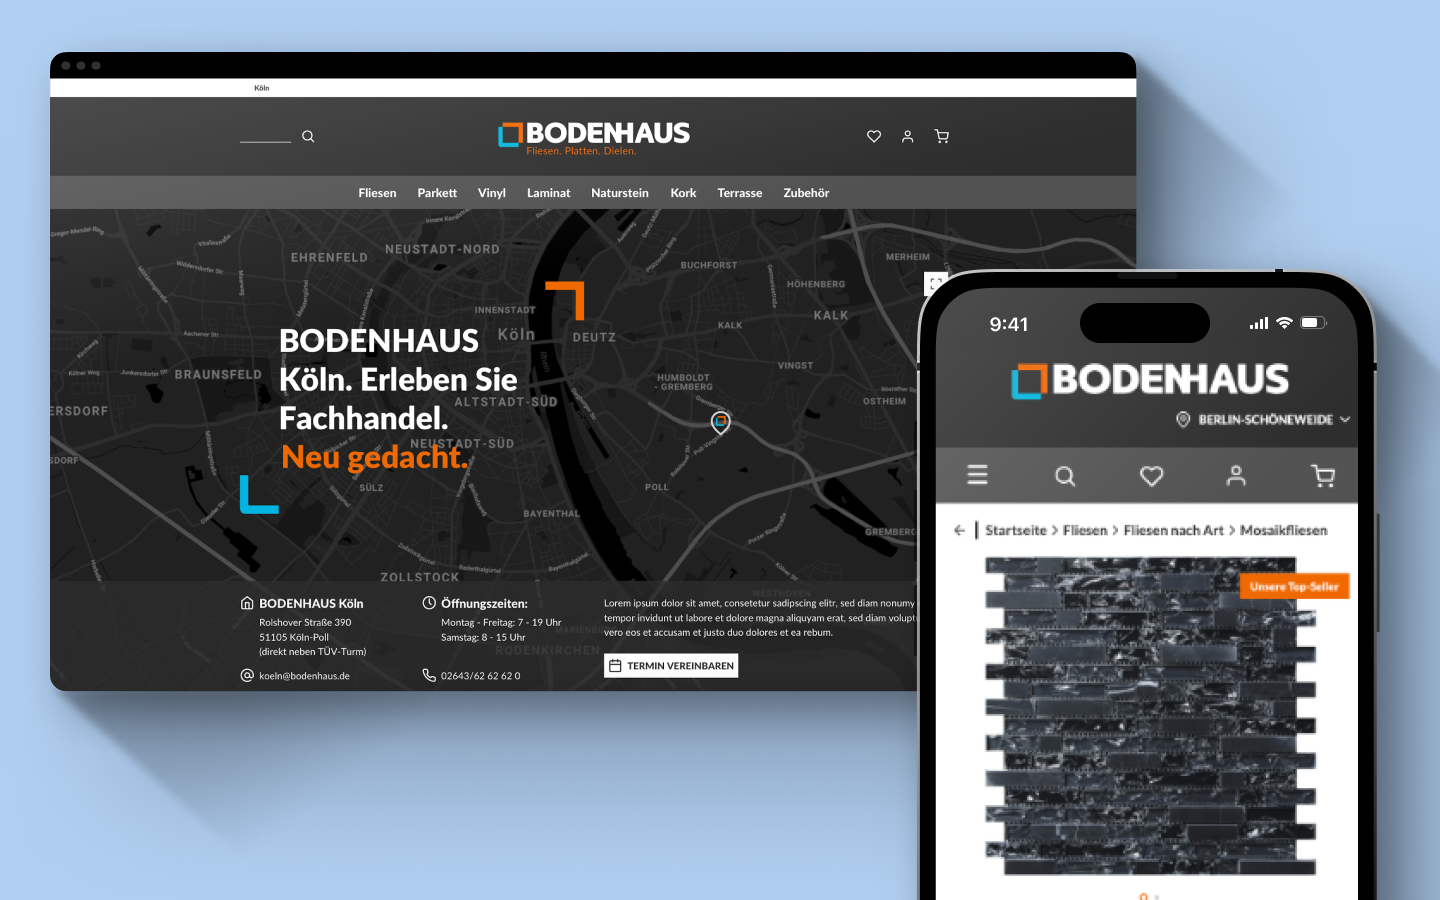 Köln
BODENHAUS
Fliesen. Platten. Dielen.
Fliesen Parkett Vinyl Laminat Naturstein Kork Terrasse Zubehör
EHRENFELD
NEUSTADT-NORD
BUCHFORST
MERHEIM
HÖHENBERG
INNENSTADT
Köln
DEUTZ
KALK
KALK
VINGST
BRAUNSFELD
HUMBOLDT
- GREMBERG
OSTHEIM
ALTSTADT-SÜD
ERSDORF
NEUSTADT-SÜD
SDORF
SÜLZ
POLL
BAYENTHAL
GREMBERG
ZOLLSTOCK
RODENKIRCHEN
BODENHAUS
Köln. Erleben Sie
Fachhandel.
Neu gedacht.
BODENHAUS Köln
Rolshover Straße 390
51105 Köln-Poll
(direkt neben TÜV-Turm)
koeln@bodenhaus.de
Öffnungszeiten:
Montag - Freitag: 7 - 19 Uhr
Samstag: 8 - 15 Uhr
02643/62 62 62 0
Lorem ipsum dolor sit amet, consetetur sadipscing elitr, sed diam nonumy
tempor invidunt ut labore et dolore magna aliquyam erat, sed diam volupt
vero eos et accusam et justo duo dolores et ea rebum.
TERMIN VEREINBAREN
9:41
BODENHAUS
BERLIN-SCHÖNEWEIDE
Startseite > Fliesen > Fliesen nach Art > Mosaikfliesen
Unsere Top-Seller